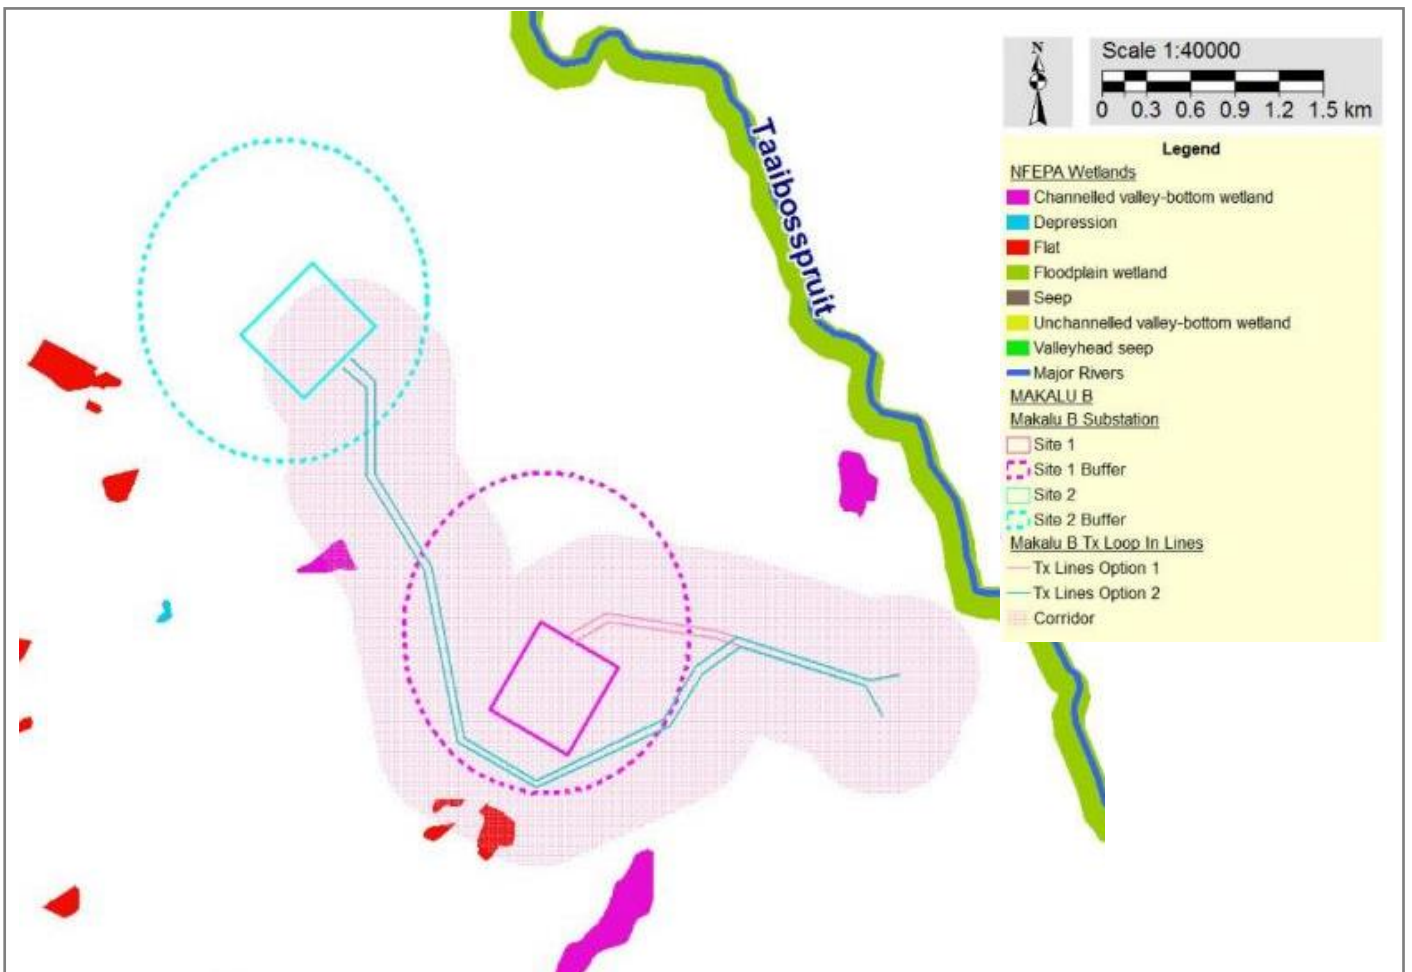 Taaibosspruit
N
Scale 1:40000
0 0.3 0.6 0.9 1.2 1.5 km
Legend
NFEPA Wetlands
Channelled valley-bottom wetland
Depression
Flat
Floodplain wetland
Seep
Unchannelled valley-bottom wetland
Valleyhead seep
Major Rivers
MAKALU B
Makalu B Substation
Site 1
Site 1 Buffer
Site 2
Site 2 Buffer
Makalu B Tx Loop In Lines
Tx Lines Option 1
Tx Lines Option 2
Corridor